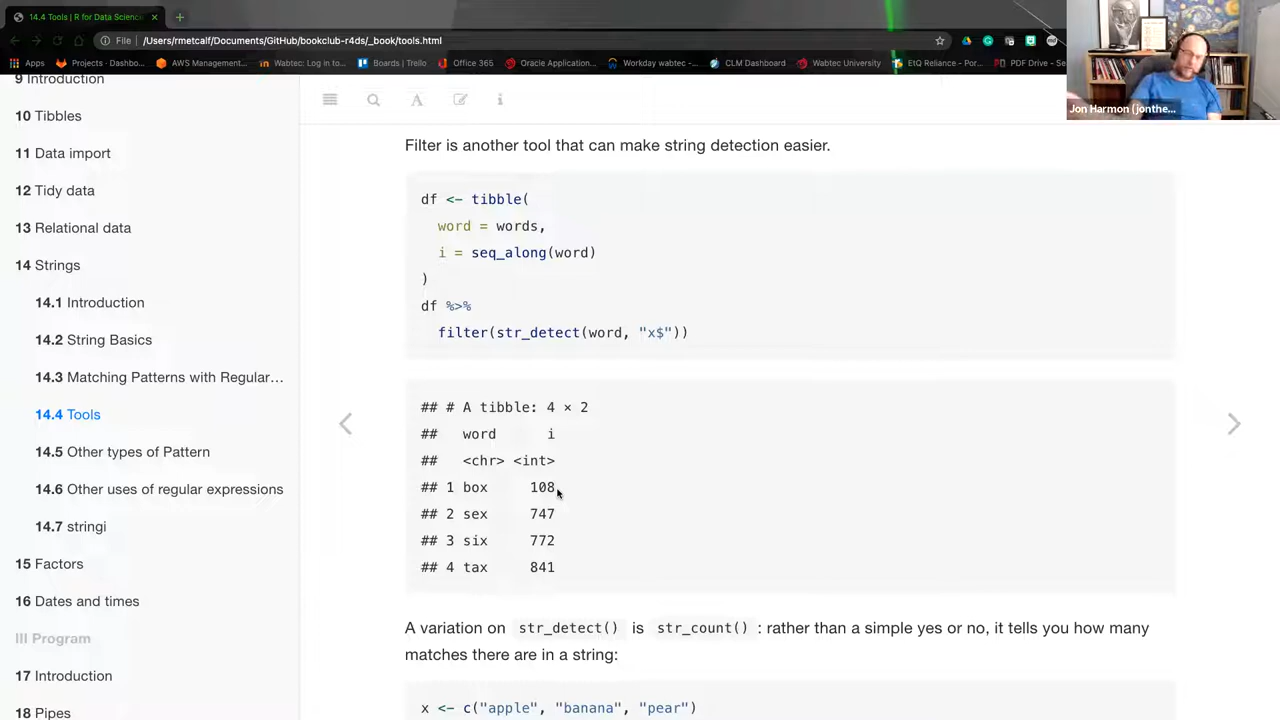 14.4 Tools | R for Data Scienc
File | /Users/rmetcalf/Documents/GitHub/bookclub-r4ds/_book/tools.html
Apps Projects - Dashbo... AWS Management... Wabtec: Log in to... Boards | Trello Office 365 Oracle Application... Workday wabtec -... CLM Dashboard Wabtec University EtQ Reliance - Por... PDF Drive - Se
Jon Harmon (jonthe...
9 Introduction
10 Tibbles
11 Data import
12 Tidy data
13 Relational data
14 Strings
14.1 Introduction
14.2 String Basics
14.3 Matching Patterns with Regular...
14.4 Tools
14.5 Other types of Pattern
14.6 Other uses of regular expressions
14.7 stringi
15 Factors
16 Dates and times
III Program
17 Introduction
18 Pipes
Filter is another tool that can make string detection easier.
df <- tibble(
word = words,
i = seq_along(word)
)
df %>%
filter(str_detect(word, "x$"))
## # A tibble: 4 × 2
## word i
## <chr> <int>
## 1 box 108
## 2 sex 747
## 3 six 772
## 4 tax 841
A variation on str_detect() is str_count() : rather than a simple yes or no, it tells you how many
matches there are in a string:
x <- c("apple", "banana", "pear")